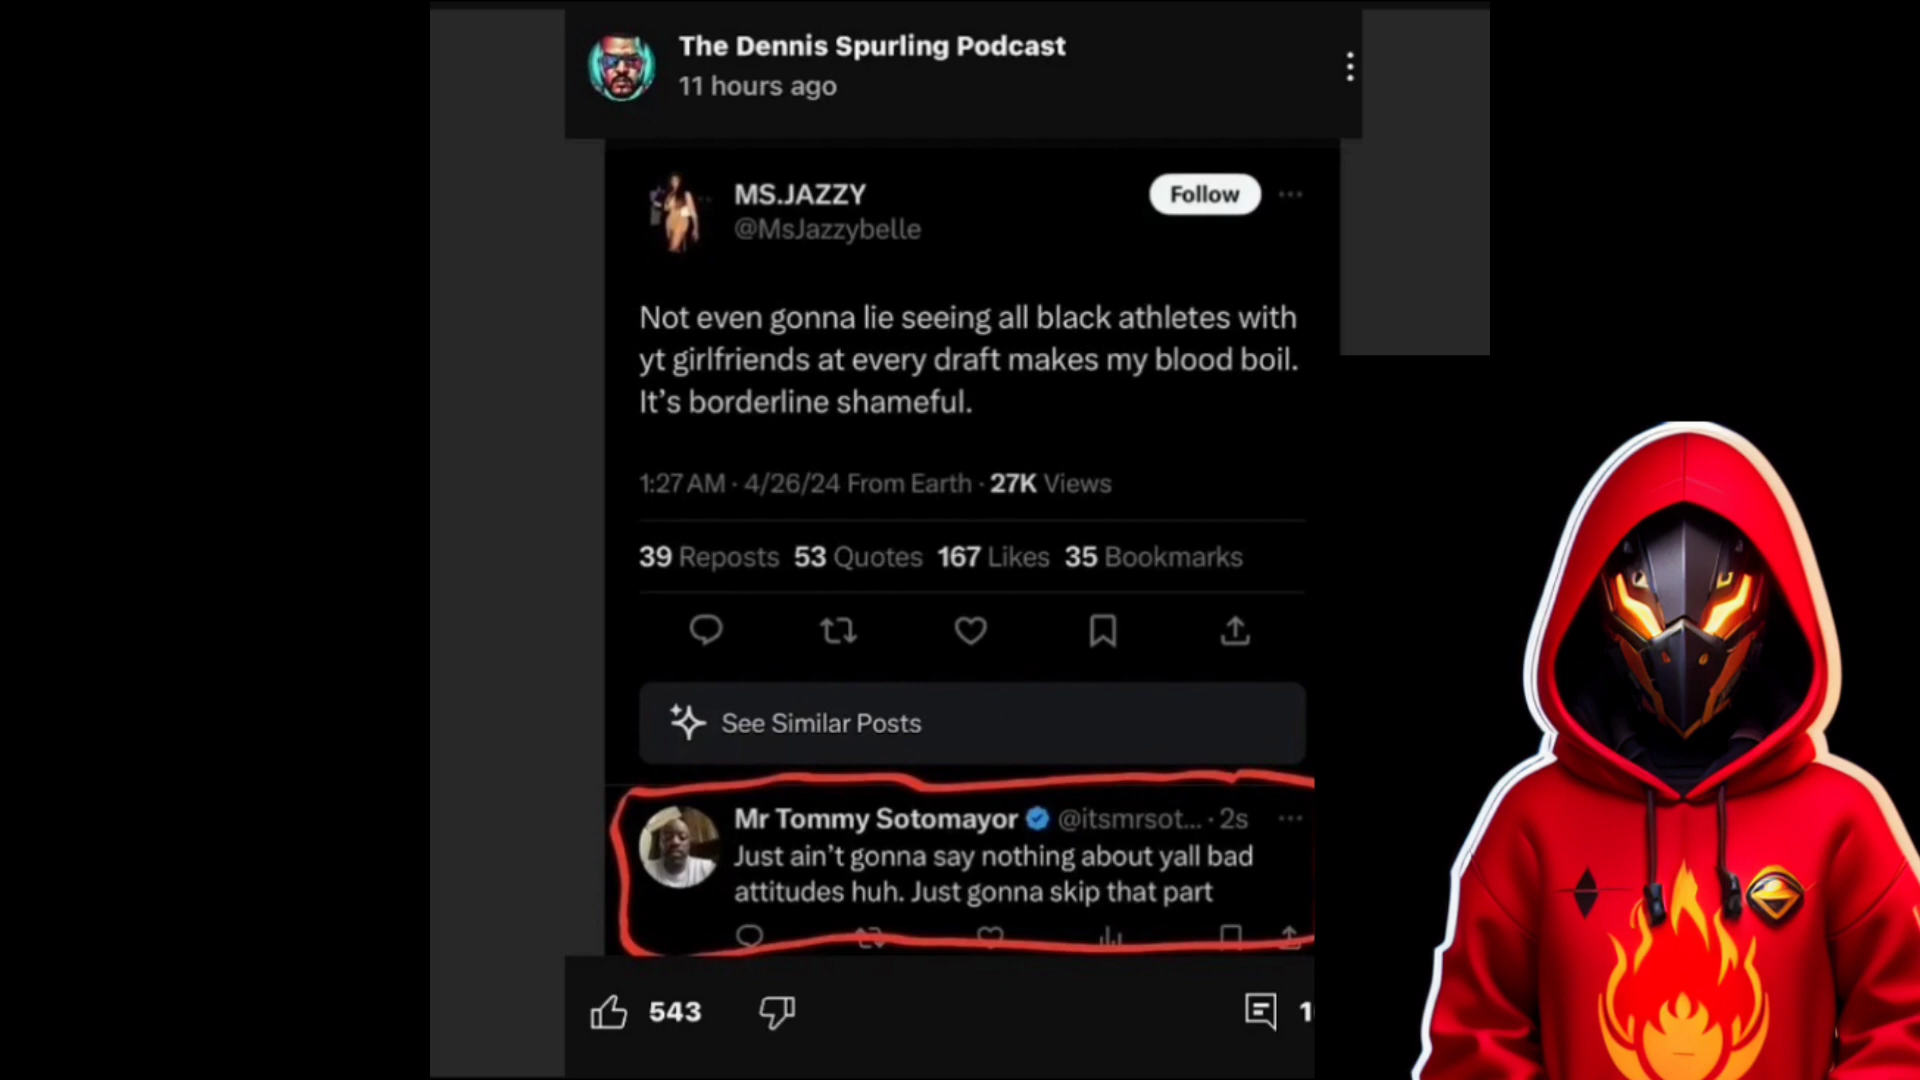 The Dennis Spurling Podcast
11 hours ago
MS.JAZZY
Follow
@MsJazzybelle
Not even gonna lie seeing all black athletes with
yt girlfriends at every draft makes my blood boil.
It’s borderline shameful.
1:27 AM · 4/26/24 From Earth · 27K Views
39 Reposts 53 Quotes 167 Likes 35 Bookmarks
See Similar Posts
Mr Tommy Sotomayor @itsmrsot... · 2s
Just ain’t gonna say nothing about yall bad
attitudes huh. Just gonna skip that part
543